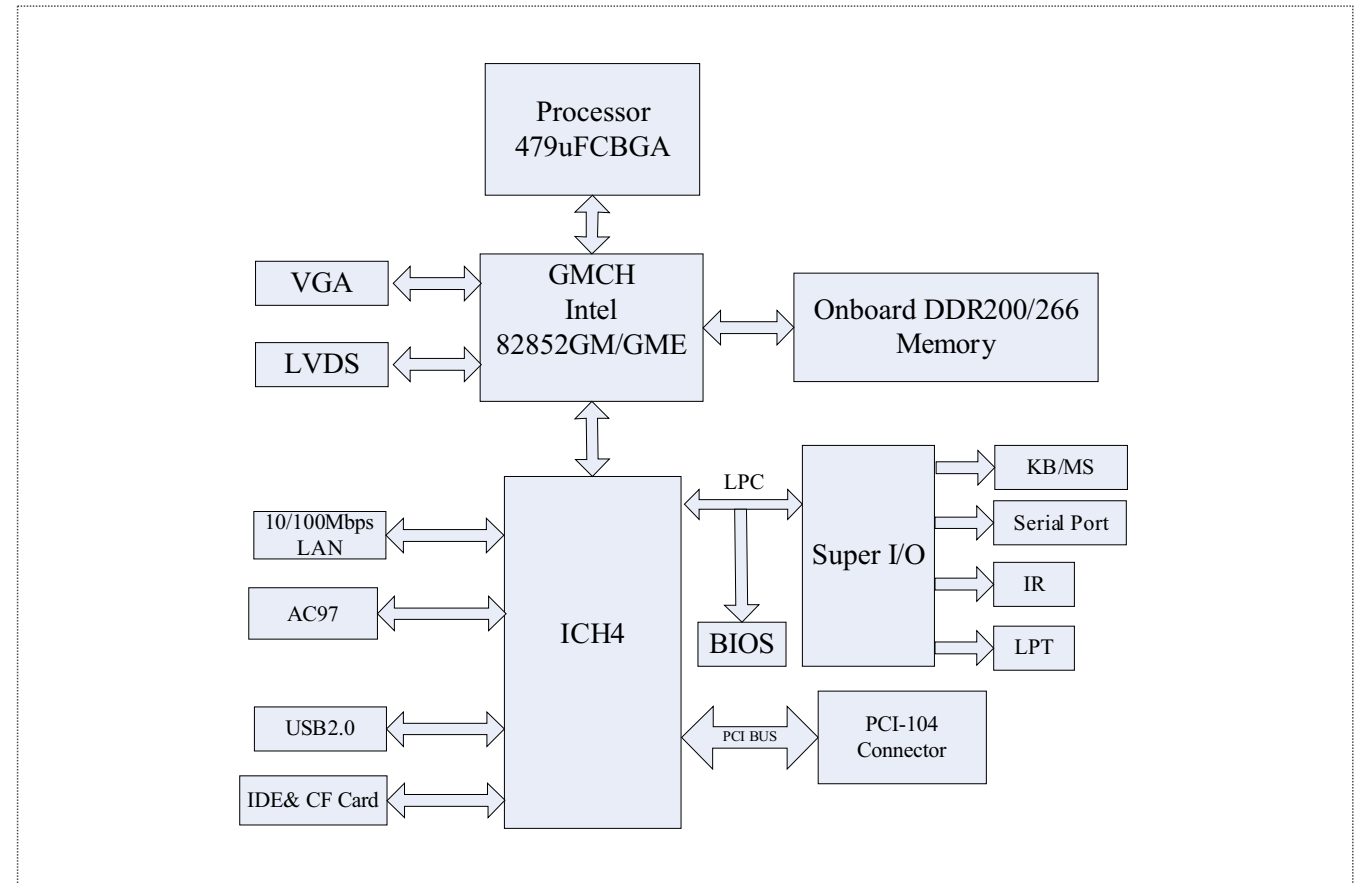 Processor
479uFCBGA
VGA
GMCH
Intel
82852GM/GME
Onboard DDR200/266
Memory
LVDS
LPC
KB/MS
10/100Mbps
LAN
Serial Port
Super I/O
IR
AC97
ICH4
BIOS
LPT
USB2.0
PCI BUS
PCI-104
Connector
IDE& CF Card